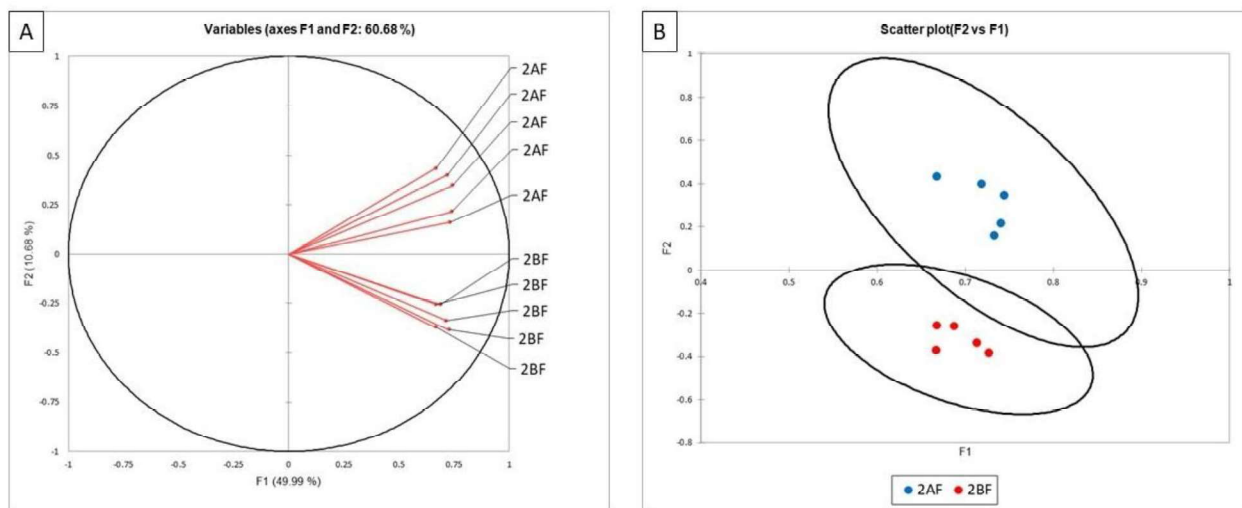 A
Variables (axes F1 and F2: 60.68 %)
1
0.75
0.5
0.25
0
-0.25
-0.5
-0.75
-1
-1
-0.75
-0.5
-0.25
0
0.25
0.5
0.75
1
F2 (10.68 %)
F1 (49.99 %)
2AF
2AF
2AF
2AF
2AF
2BF
2BF
2BF
2BF
2BF
B
Scatter plot(F2 vs F1)
1
0.8
0.6
0.4
0.2
0
-0.2
-0.4
-0.6
-0.8
0.4
0.5
0.6
0.7
0.8
0.9
1
F2
F1
2AF 2BF